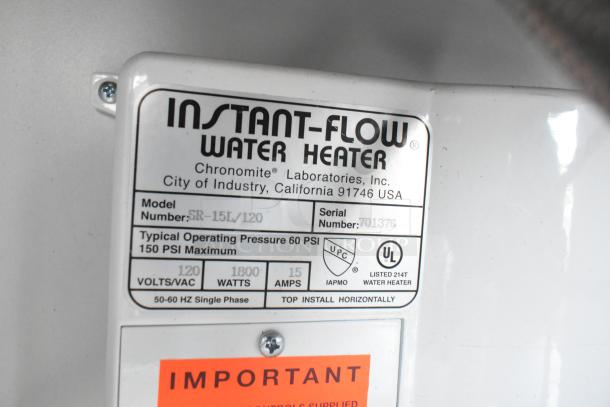 INSTANT-FLOW®
WATER HEATER
Chronomite® Laboratories, Inc.
City of Industry, California 91746 USA
Model
Number: SR-15L/120
Serial
Number: 701376
Typical Operating Pressure 60 PSI
150 PSI Maximum
UPC
®
IAPMO
UL
LISTED 214T
WATER HEATER
120
VOLTS/VAC
1800
WATTS
15
AMPS
50-60 HZ Single Phase
TOP INSTALL HORIZONTALLY
IMPORTANT
CONTROLS SUPPLIED